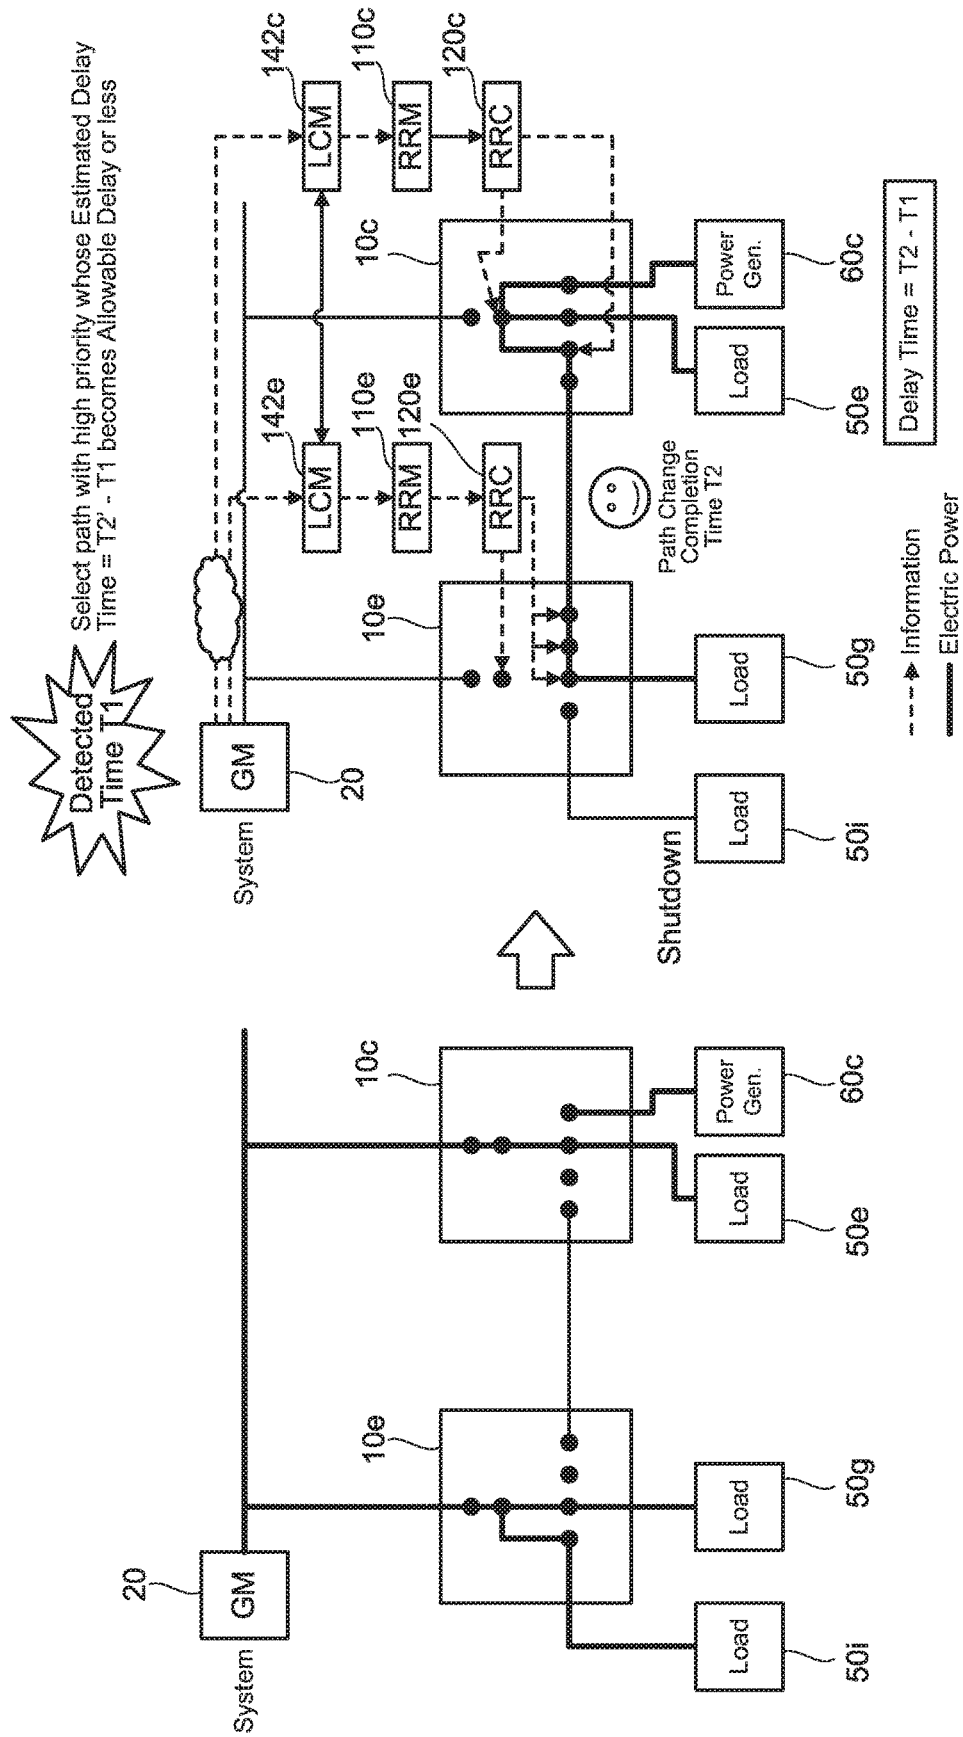 System
GM
20
10e
10c
Load
50i
Load
50g
Load
50e
Power
Gen.
60c
Detected
Time T1
Select path with high priority whose Estimated Delay
Time = T2' - T1 becomes Allowable Delay or less
System
GM
20
142e
LCM
110e
RRM
120e
RRC
142c
LCM
110c
RRM
120c
RRC
10e
10c
Path Change
Completion
Time T2
Shutdown
Load
50i
Load
50g
Load
50e
Power
Gen.
60c
Information
Electric Power
Delay Time = T2 - T1